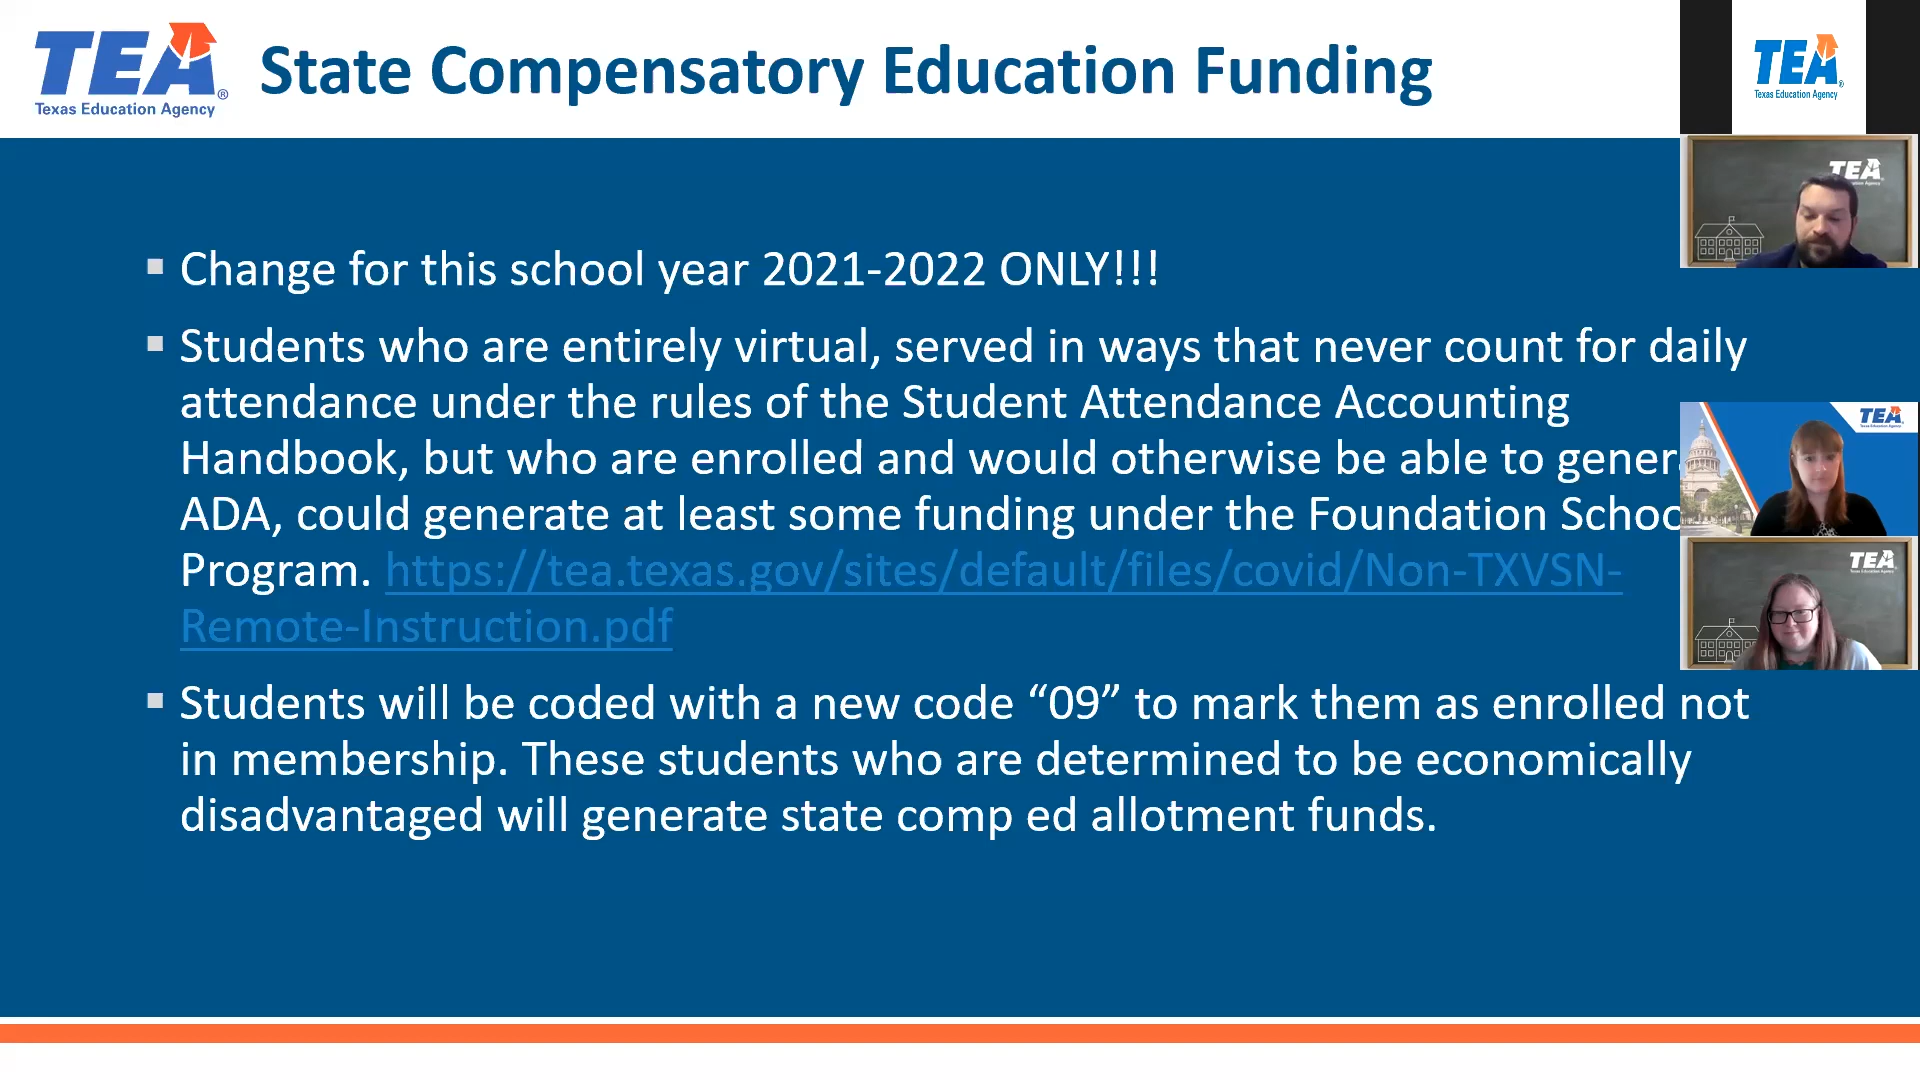 TEA
Texas Education Agency
State Compensatory Education Funding
TEA
Texas Education Agency
Change for this school year 2021-2022 ONLY!!!
Students who are entirely virtual, served in ways that never count for daily
attendance under the rules of the Student Attendance Accounting
Handbook, but who are enrolled and would otherwise be able to gener
ADA, could generate at least some funding under the Foundation Schoo
Program. https://tea.texas.gov/sites/default/files/covid/Non-TXVSN-
Remote-Instruction.pdf
Students will be coded with a new code “09” to mark them as enrolled not
in membership. These students who are determined to be economically
disadvantaged will generate state comp ed allotment funds.
TEA
TEA
Texas Education Agency
TEA
Texas Education Agency